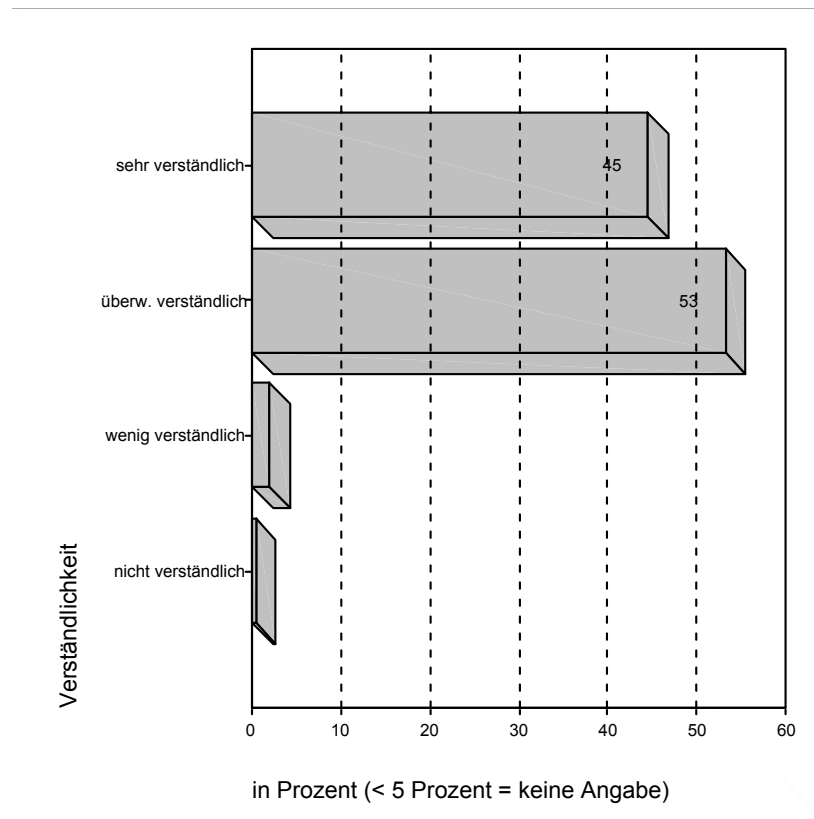 sehr verständlich
45
überw. verständlich
53
wenig verständlich
nicht verständlich
Verständlichkeit
0 10 20 30 40 50 60
in Prozent (< 5 Prozent = keine Angabe)